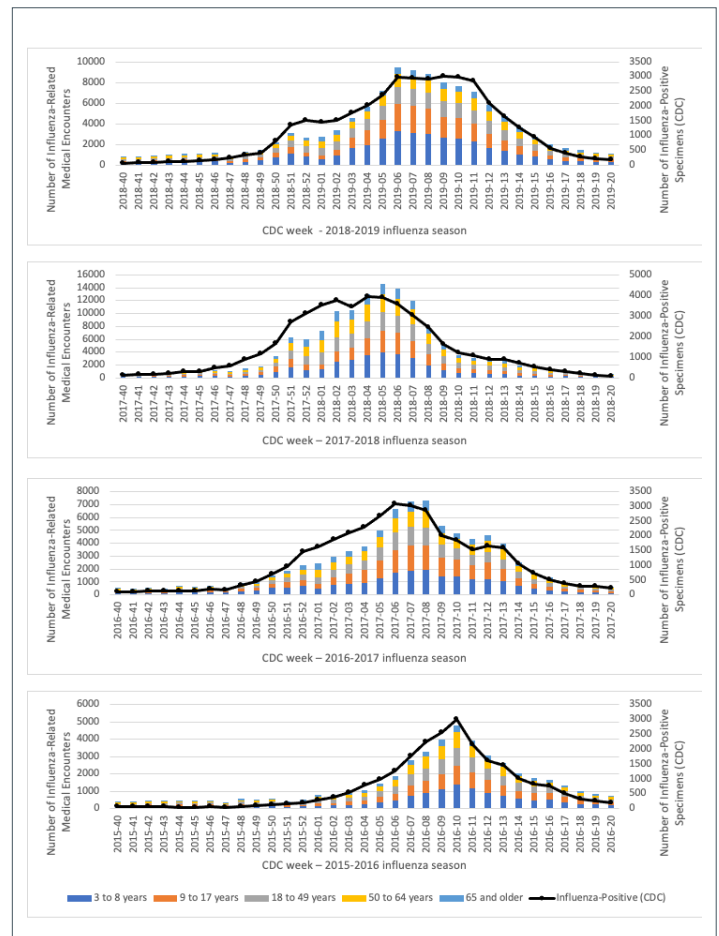 Number of Influenza-Related
Medical Encounters
10000
8000
6000
4000
2000
0
3500
3000
2500
2000
1500
1000
500
0
Number of Influenza-Positive
Specimens (CDC)
2018-40 2018-41 2018-42 2018-43 2018-44 2018-45 2018-46 2018-47 2018-48 2018-49 2018-50 2018-51 2018-52 2019-01 2019-02 2019-03 2019-04 2019-05 2019-06 2019-07 2019-08 2019-09 2019-10 2019-11 2019-12 2019-13 2019-14 2019-15 2019-16 2019-17 2019-18 2019-19 2019-20
CDC week - 2018-2019 influenza season
Number of Influenza-Related
Medical Encounters
16000
14000
12000
10000
8000
6000
4000
2000
0
5000
4000
3000
2000
1000
0
Number of Influenza-Positive
Specimens (CDC)
2017-40 2017-41 2017-42 2017-43 2017-44 2017-45 2017-46 2017-47 2017-48 2017-49 2017-50 2017-51 2017-52 2018-01 2018-02 2018-03 2018-04 2018-05 2018-06 2018-07 2018-08 2018-09 2018-10 2018-11 2018-12 2018-13 2018-14 2018-15 2018-16 2018-17 2018-18 2018-19 2018-20
CDC week – 2017-2018 influenza season
Number of Influenza-Related
Medical Encounters
8000
7000
6000
5000
4000
3000
2000
1000
0
3500
3000
2500
2000
1500
1000
500
0
Number of Influenza-Positive
Specimens (CDC)
2016-40 2016-41 2016-42 2016-43 2016-44 2016-45 2016-46 2016-47 2016-48 2016-49 2016-50 2016-51 2016-52 2017-01 2017-02 2017-03 2017-04 2017-05 2017-06 2017-07 2017-08 2017-09 2017-10 2017-11 2017-12 2017-13 2017-14 2017-15 2017-16 2017-17 2017-18 2017-19 2017-20
CDC week – 2016-2017 influenza season
Number of Influenza-Related
Medical Encounters
6000
5000
4000
3000
2000
1000
0
3500
3000
2500
2000
1500
1000
500
0
Number of Influenza-Positive
Specimens (CDC)
2015-40 2015-41 2015-42 2015-43 2015-44 2015-45 2015-46 2015-47 2015-48 2015-49 2015-50 2015-51 2015-52 2016-01 2016-02 2016-03 2016-04 2016-05 2016-06 2016-07 2016-08 2016-09 2016-10 2016-11 2016-12 2016-13 2016-14 2016-15 2016-16 2016-17 2016-18 2016-19 2016-20
CDC week – 2015-2016 influenza season
3 to 8 years 9 to 17 years 18 to 49 years 50 to 64 years 65 and older Influenza-Positive (CDC)